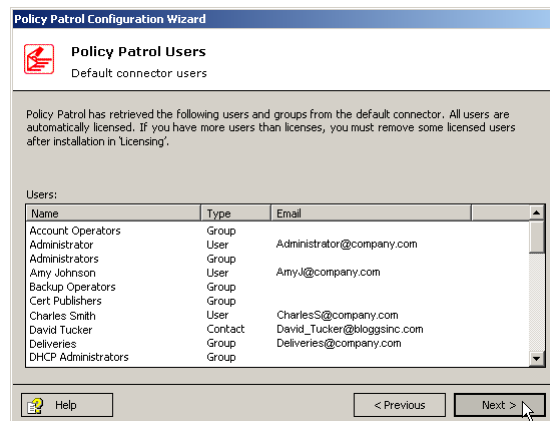 Policy Patrol Configuration Wizard
Policy Patrol Users
Default connector users
Policy Patrol has retrieved the following users and groups from the default connector. All users are
automatically licensed. If you have more users than licenses, you must remove some licensed users
after installation in 'Licensing'.
Users:
Name Type Email
Account Operators Group
Administrator User Administrator@company.com
Administrators Group
Amy Johnson User AmyJ@company.com
Backup Operators Group
Cert Publishers Group
Charles Smith User CharlesS@company.com
David Tucker Contact David_Tucker@bloggsinc.com
Deliveries Group Deliveries@company.com
DHCP Administrators Group
Help < Previous Next >